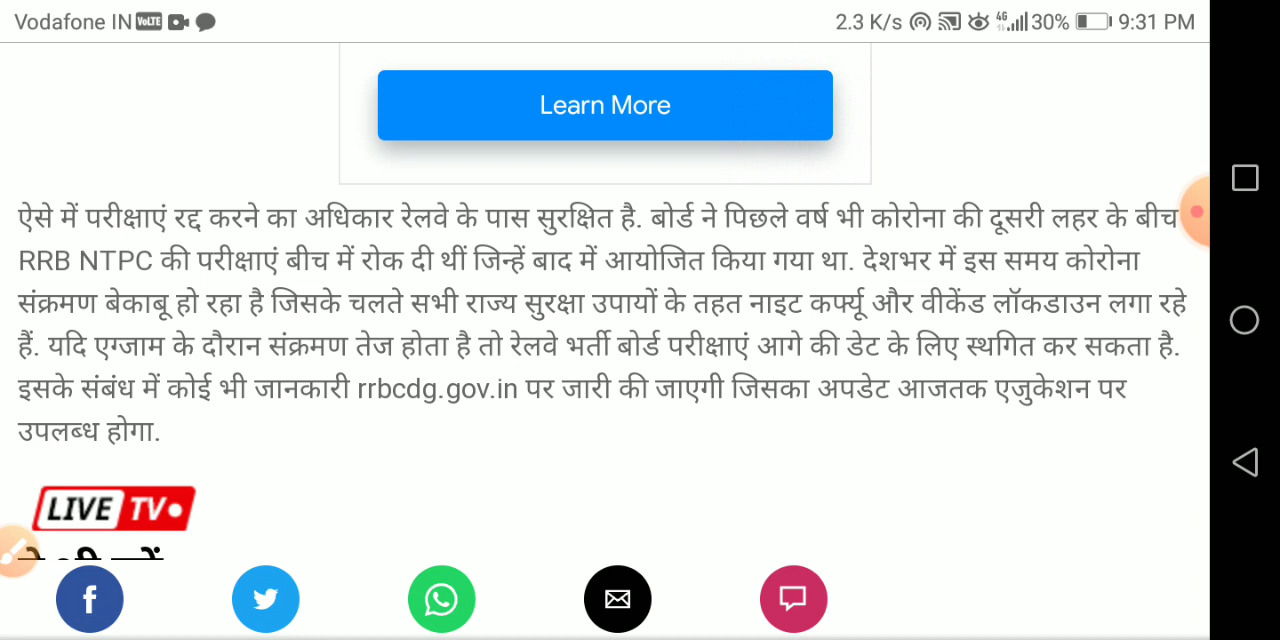 Vodafone IN VoLTE 2.3 K/s 4G 30% 9:31 PM
Learn More
ऐसे में परीक्षाएं रद्द करने का अधिकार रेलवे के पास सुरक्षित है. बोर्ड ने पिछले वर्ष भी कोरोना की दूसरी लहर के बीच
RRB NTPC की परीक्षाएं बीच में रोक दी थीं जिन्हें बाद में आयोजित किया गया था. देशभर में इस समय कोरोना
संक्रमण बेकाबू हो रहा है जिसके चलते सभी राज्य सुरक्षा उपायों के तहत नाइट कर्फ्यू और वीकेंड लॉकडाउन लगा रहे
हैं. यदि एग्जाम के दौरान संक्रमण तेज होता है तो रेलवे भर्ती बोर्ड परीक्षाएं आगे की डेट के लिए स्थगित कर सकता है.
इसके संबंध में कोई भी जानकारी rrbcdg.gov.in पर जारी की जाएगी जिसका अपडेट आजतक एजुकेशन पर
उपलब्ध होगा.
LIVE TV